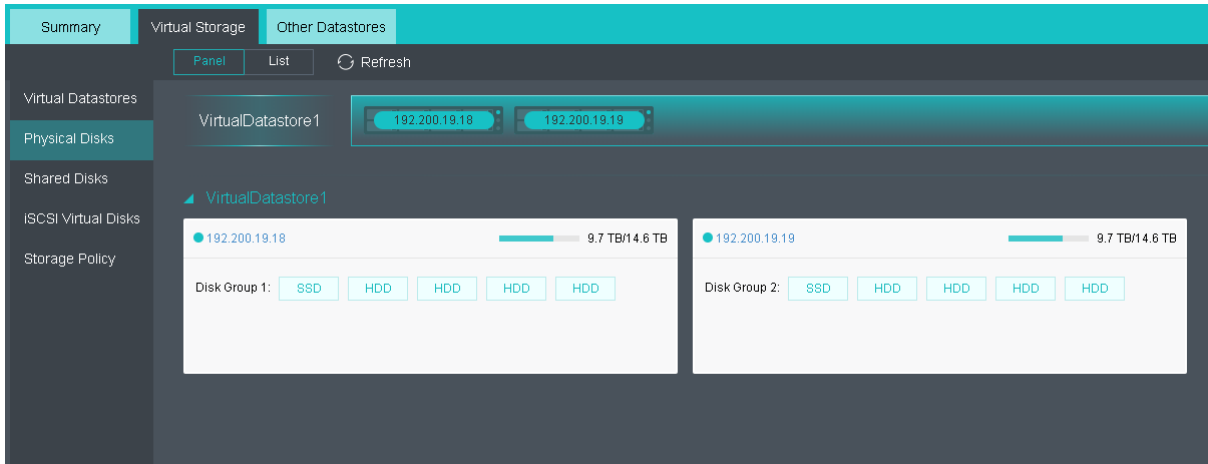 Summary Virtual Storage Other Datastores
Panel List Refresh
Virtual Datastores
Physical Disks
Shared Disks
iSCSI Virtual Disks
Storage Policy
VirtualDatastore1 192.200.19.18 192.200.19.19
VirtualDatastore1
192.200.19.18 9.7 TB/14.6 TB
Disk Group 1: SSD HDD HDD HDD HDD
192.200.19.19 9.7 TB/14.6 TB
Disk Group 2: SSD HDD HDD HDD HDD